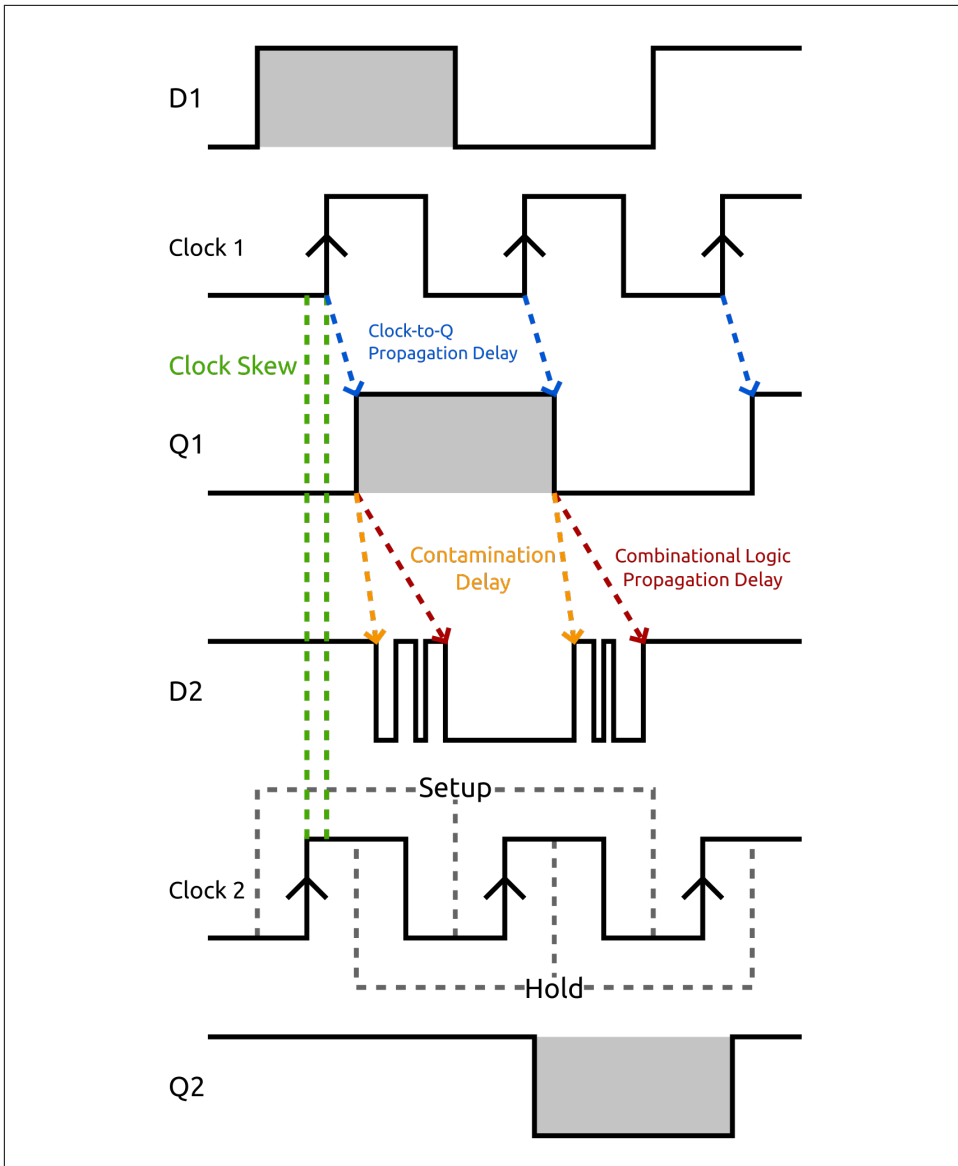 D1
Clock 1
Clock-to-Q
Propagation Delay
Clock Skew
Q1
Contamination
Delay
Combinational Logic
Propagation Delay
D2
Setup
Clock 2
Hold
Q2